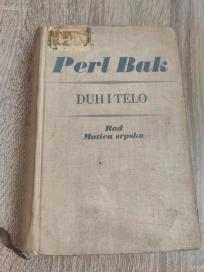 Perl Bak
DUH I TELO
Rad
Matica srpska